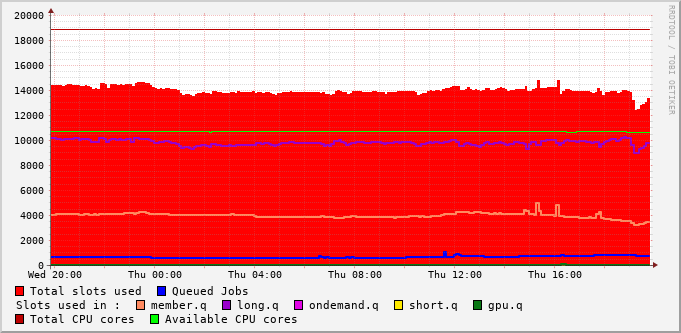 RRDTOOL / TOBI OETIKER
20000
18000
16000
14000
12000
10000
8000
6000
4000
2000
0
Wed 20:00 Thu 00:00 Thu 04:00 Thu 08:00 Thu 12:00 Thu 16:00
Total slots used Queued Jobs
Slots used in : member.q long.q ondemand.q short.q gpu.q
Total CPU cores Available CPU cores